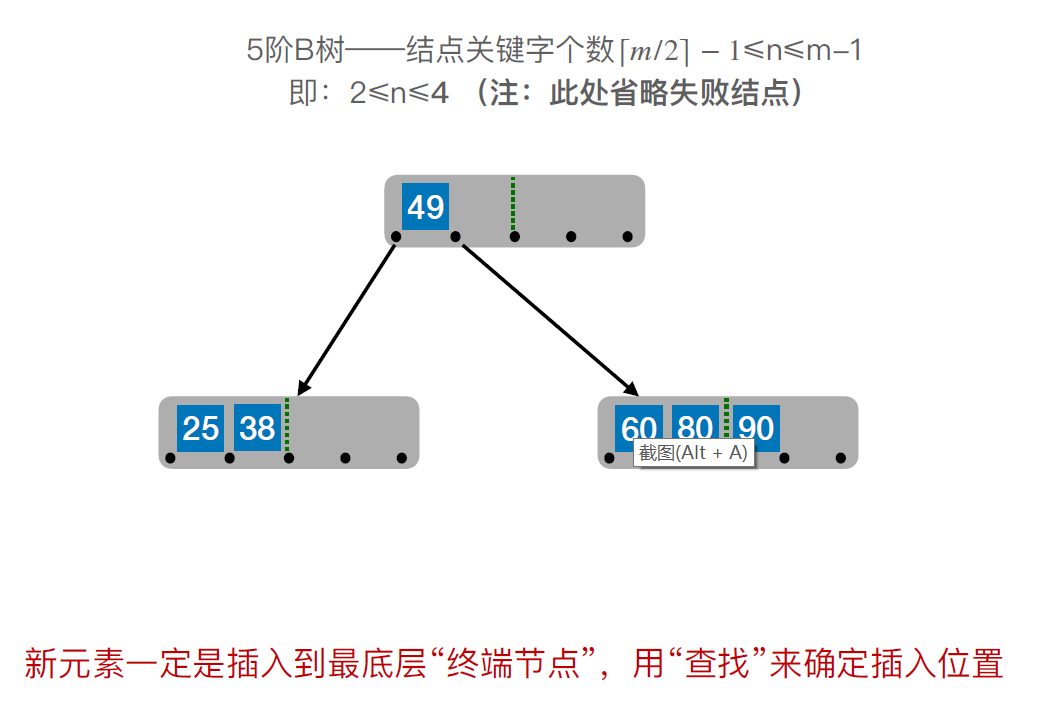 5阶B树——结点关键字个数⌈m/2⌉ − 1≤n≤m–1
即：2≤n≤4 （注：此处省略失败结点）
49
25 38
60 80 90
截图(Alt + A)
新元素一定是插入到最底层“终端节点”，用“查找”来确定插入位置